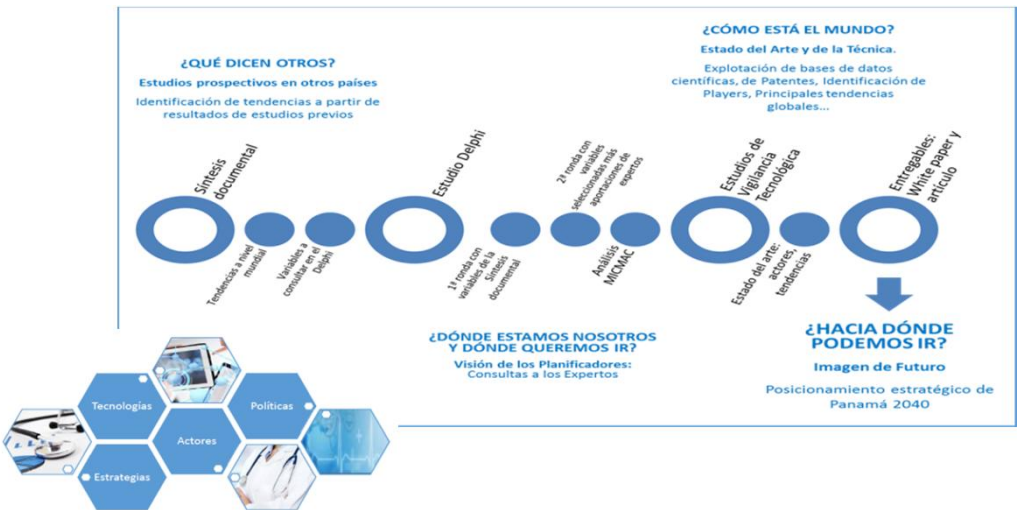 ¿QUÉ DICEN OTROS?
Estudios prospectivos en otros países
Identificación de tendencias a partir de
resultados de estudios previos
¿CÓMO ESTÁ EL MUNDO?
Estado del Arte y de la Técnica.
Explotación de bases de datos
científicas, de Patentes, Identificación de
Players, Principales tendencias
globales...
Síntesis
documental
Tendencias a nivel
mundial
Variables a
consultar en el
Delphi
Estudio Delphi
1ª ronda con
variables de la
Síntesis
documental
2ª ronda con
variables
seleccionadas más
aportaciones de
expertos
Análisis
MICMAC
Estudios de
Vigilancia
Tecnológica
Estado del arte:
actores,
tendencias
Entregables:
White paper y
artículo
¿DÓNDE ESTAMOS NOSOTROS
Y DÓNDE QUEREMOS IR?
Visión de los Planificadores:
Consultas a los Expertos
¿HACIA DÓNDE
PODEMOS IR?
Imagen de Futuro
Posicionamiento estratégico de
Panamá 2040
Tecnologías
Políticas
Actores
Estrategias